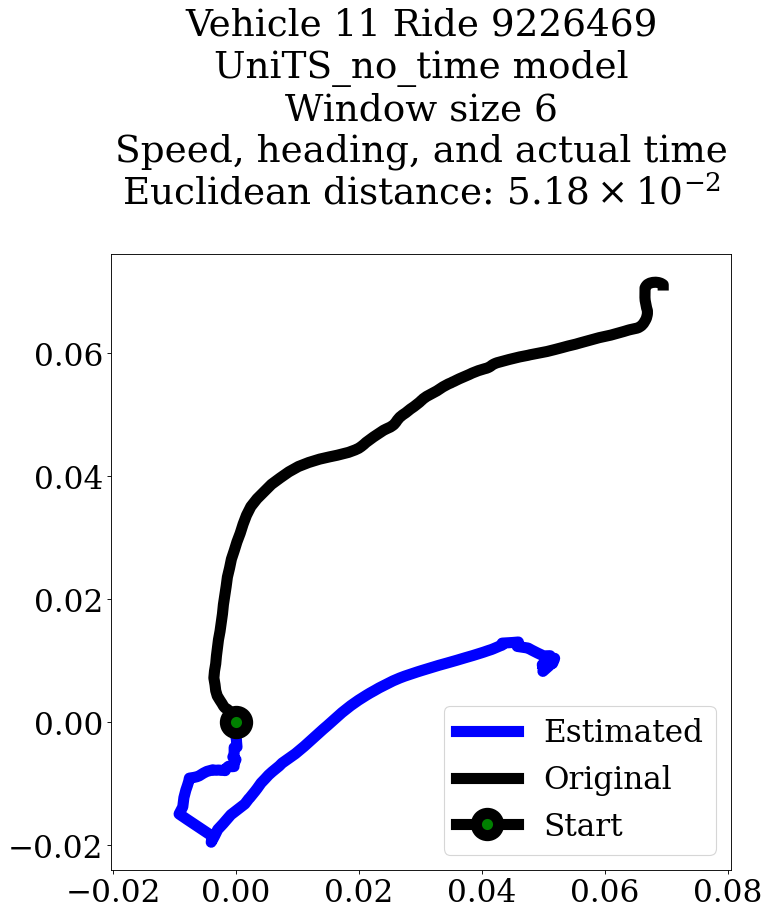 Vehicle 11 Ride 9226469
UniTS_no_time model
Window size 6
Speed, heading, and actual time
Euclidean distance: 5.18 × 10⁻²
0.06
0.04
0.02
0.00
−0.02
−0.02 0.00 0.02 0.04 0.06 0.08
Estimated
Original
Start